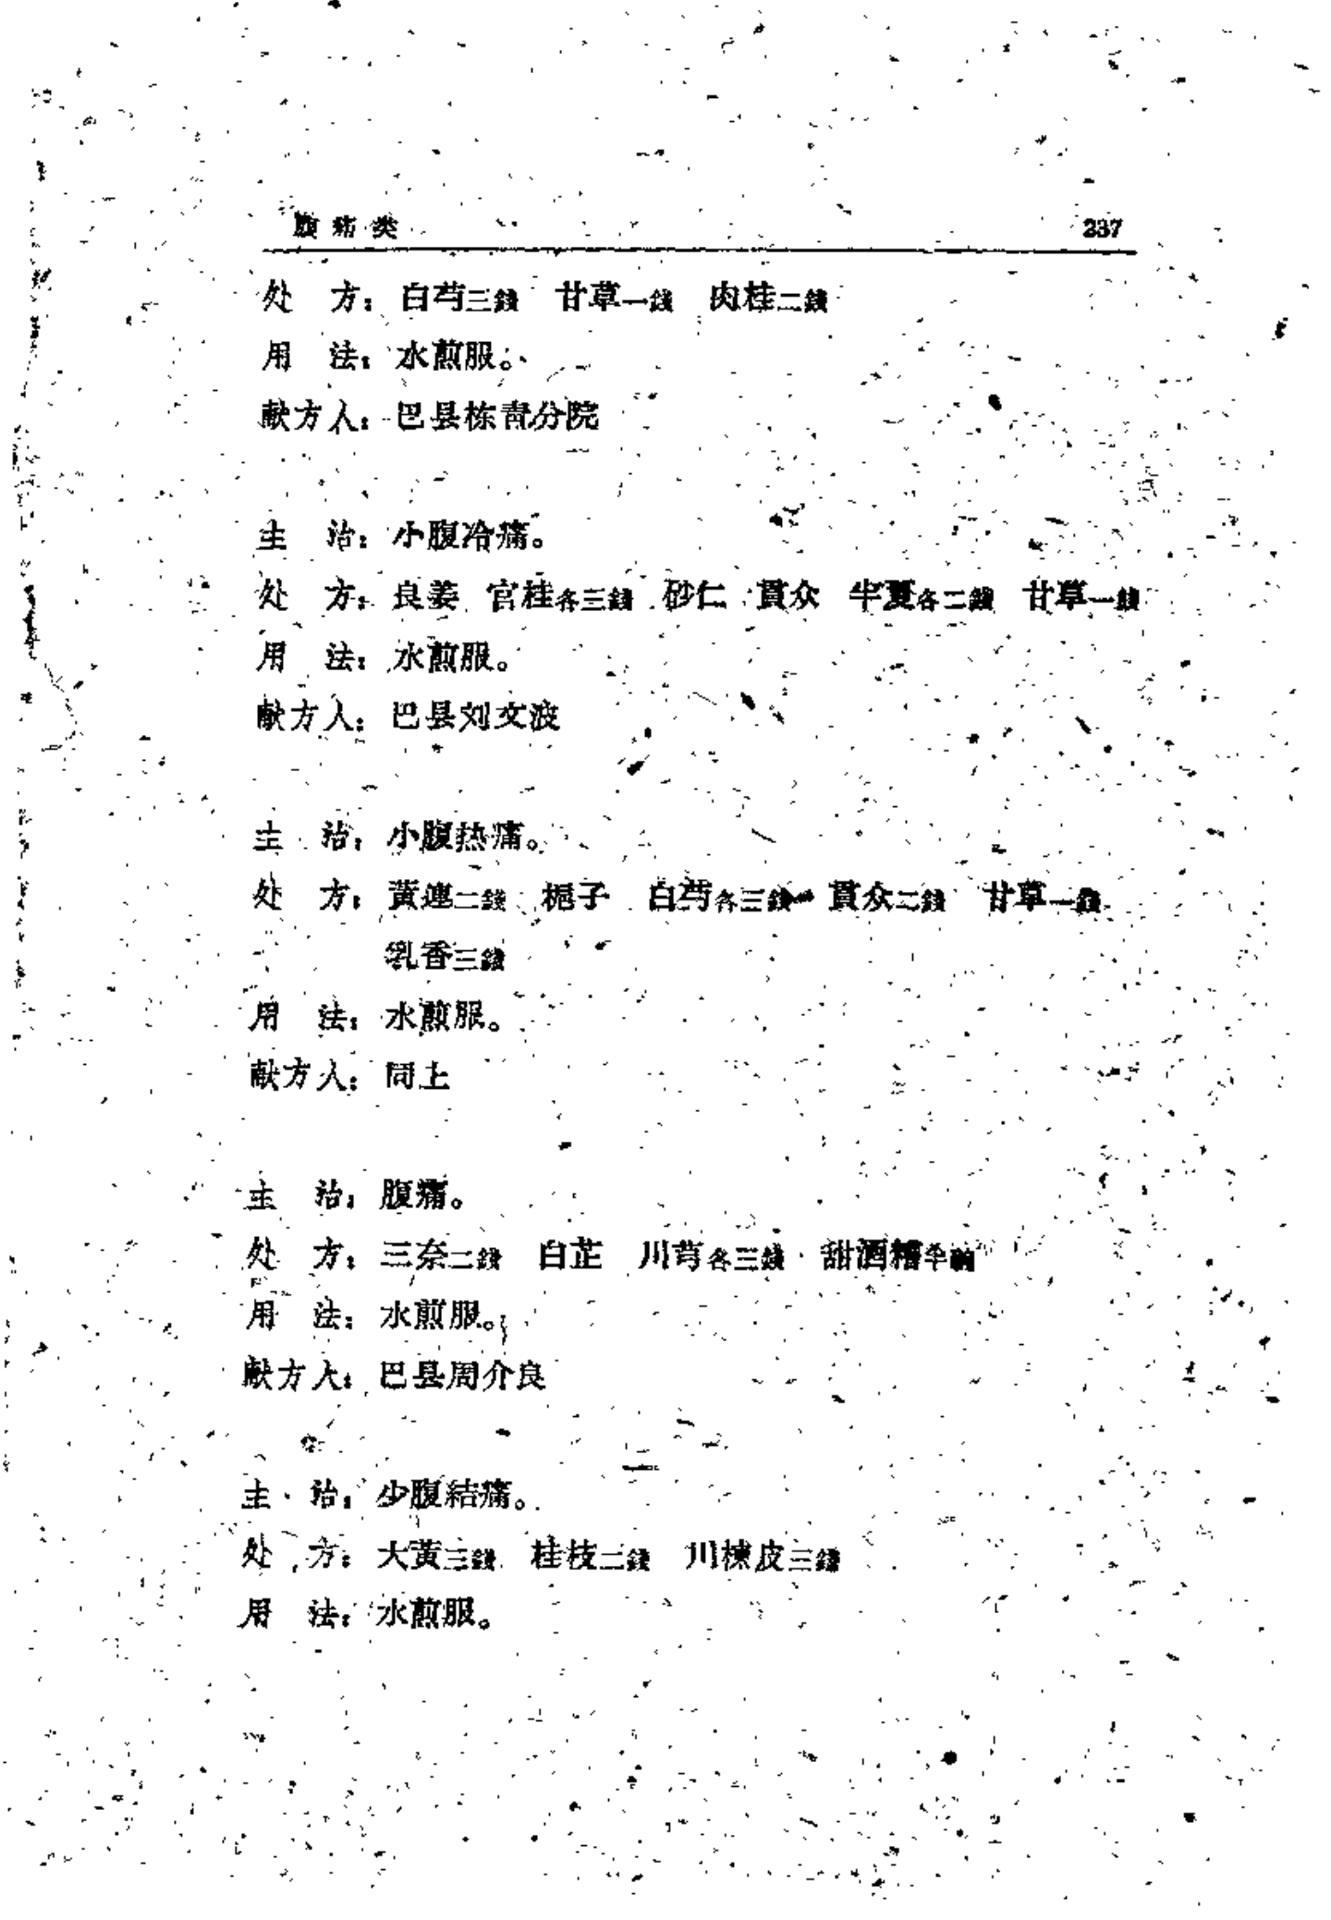 腹痛类 237
处 方：白芍三錢 甘草一錢 肉桂二錢
用 法：水煎服。
献方人：巴县栋青分院
主 治：小腹冷痛。
处 方：良姜 官桂各三錢 砂仁 貫众 半夏各二錢 甘草一錢
用 法：水煎服。
献方人：巴县刘文波
主 治：小腹热痛。
处 方：黃連二錢 梔子 白芍各三錢 貫众二錢 甘草一錢
乳香三錢
用 法：水煎服。
献方人：同上
主 治：腹痛。
处 方：三奈二錢 白芷 川芎各三錢 甜酒糟半碗
用 法：水煎服。
献方人：巴县周介良
主 治：少腹結痛。
处 方：大黃三錢 桂枝二錢 川楝皮三錢
用 法：水煎服。